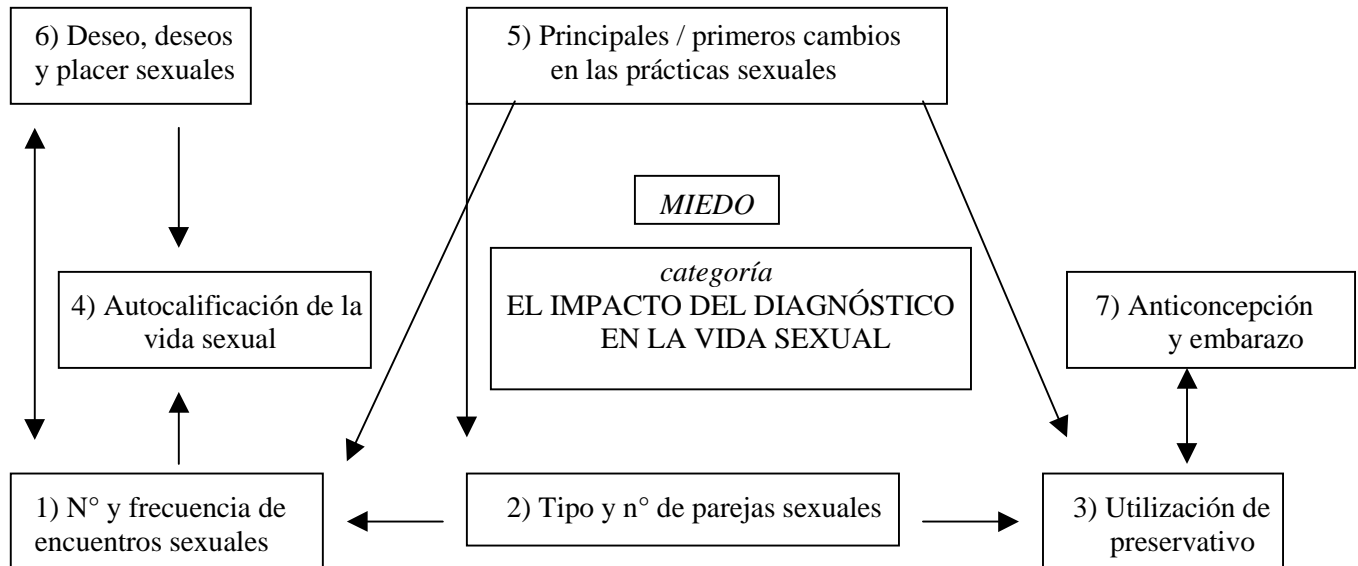 6) Deseo, deseos
y placer sexuales
5) Principales / primeros cambios
en las prácticas sexuales
MIEDO
categoría
EL IMPACTO DEL DIAGNÓSTICO
EN LA VIDA SEXUAL
4) Autocalificación de la
vida sexual
7) Anticoncepción
y embarazo
1) N° y frecuencia de
encuentros sexuales
2) Tipo y n° de parejas sexuales
3) Utilización de
preservativo